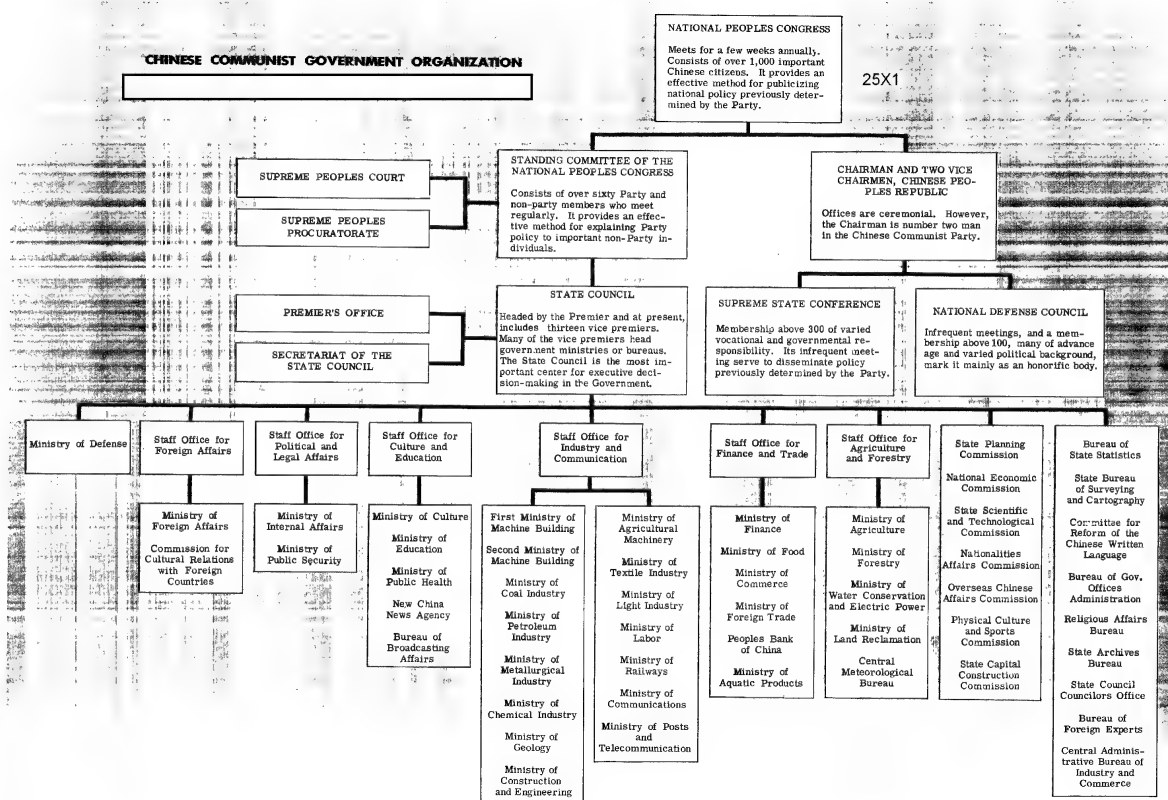 CHINESE COMMUNIST GOVERNMENT ORGANIZATION
NATIONAL PEOPLES CONGRESS
Meets for a few weeks annually.
Consists of over 1,000 important
Chinese citizens. It provides an
effective method for publicizing
national policy previously deter-
mined by the Party.
25X1
SUPREME PEOPLES COURT
SUPREME PEOPLES
PROCURATORATE
STANDING COMMITTEE OF THE
NATIONAL PEOPLES CONGRESS
Consists of over sixty Party and
non-party members who meet
regularly. It provides an effec-
tive method for explaining Party
policy to important non-Party in-
dividuals.
CHAIRMAN AND TWO VICE
CHAIRMEN, CHINESE PEO-
PLES REPUBLIC
Offices are ceremonial. However,
the Chairman is number two man
in the Chinese Communist Party.
PREMIER'S OFFICE
SECRETARIAT OF THE
STATE COUNCIL
STATE COUNCIL
Headed by the Premier and at present,
includes thirteen vice premiers.
Many of the vice premiers head
government ministries or bureaus.
The State Council is the most im-
portant center for executive deci-
sion-making in the Government.
SUPREME STATE CONFERENCE
Membership above 300 of varied
vocational and governmental re-
sponsibility. Its infrequent meet-
ing serve to disseminate policy
previously determined by the Party.
NATIONAL DEFENSE COUNCIL
Infrequent meetings, and a mem-
bership above 100, many of advance
age and varied political background,
mark it mainly as an honorific body.
Ministry of Defense
Staff Office for
Foreign Affairs
Ministry of
Foreign Affairs
Commission for
Cultural Relations
with Foreign
Countries
Staff Office for
Political and
Legal Affairs
Ministry of
Internal Affairs
Ministry of
Public Security
Staff Office for
Culture and
Education
Ministry of Culture
Ministry of
Education
Ministry of
Public Health
New China
News Agency
Bureau of
Broadcasting
Affairs
Staff Office for
Industry and
Communication
First Ministry of
Machine Building
Second Ministry of
Machine Building
Ministry of
Coal Industry
Ministry of
Petroleum
Industry
Ministry of
Metallurgical
Industry
Ministry of
Chemical Industry
Ministry of
Geology
Ministry of
Construction
and Engineering
Ministry of
Agricultural
Machinery
Ministry of
Textile Industry
Ministry of
Light Industry
Ministry of
Labor
Ministry of
Railways
Ministry of
Communications
Ministry of Posts
and
Telecommunication
Staff Office for
Finance and Trade
Ministry of
Finance
Ministry of Food
Ministry of
Commerce
Ministry of
Foreign Trade
Peoples Bank
of China
Ministry of
Aquatic Products
Staff Office for
Agriculture
and Forestry
Ministry of
Agriculture
Ministry of
Forestry
Ministry of
Water Conservation
and Electric Power
Ministry of
Land Reclamation
Central
Meteorological
Bureau
State Planning
Commission
National Economic
Commission
State Scientific
and Technological
Commission
Nationalities
Affairs Commission
Overseas Chinese
Affairs Commission
Physical Culture
and Sports
Commission
State Capital
Construction
Commission
Bureau of
State Statistics
State Bureau
of Surveying
and Cartography
Committee for
Reform of the
Chinese Written
Language
Bureau of Gov.
Offices
Administration
Religious Affairs
Bureau
State Archives
Bureau
State Council
Councilors Office
Bureau of
Foreign Experts
Central Adminis-
trative Bureau of
Industry and
Commerce